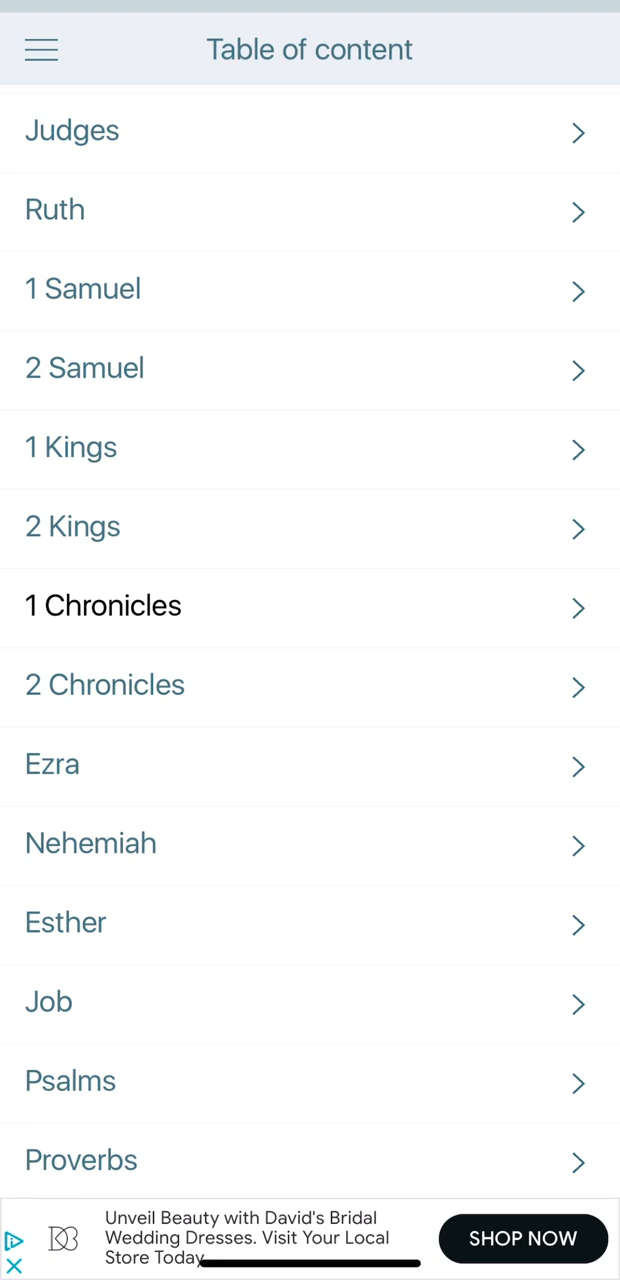 Table of content
Judges
Ruth
1 Samuel
2 Samuel
1 Kings
2 Kings
1 Chronicles
2 Chronicles
Ezra
Nehemiah
Esther
Job
Psalms
Proverbs
Unveil Beauty with David's Bridal
Wedding Dresses. Visit Your Local
Store Today
SHOP NOW